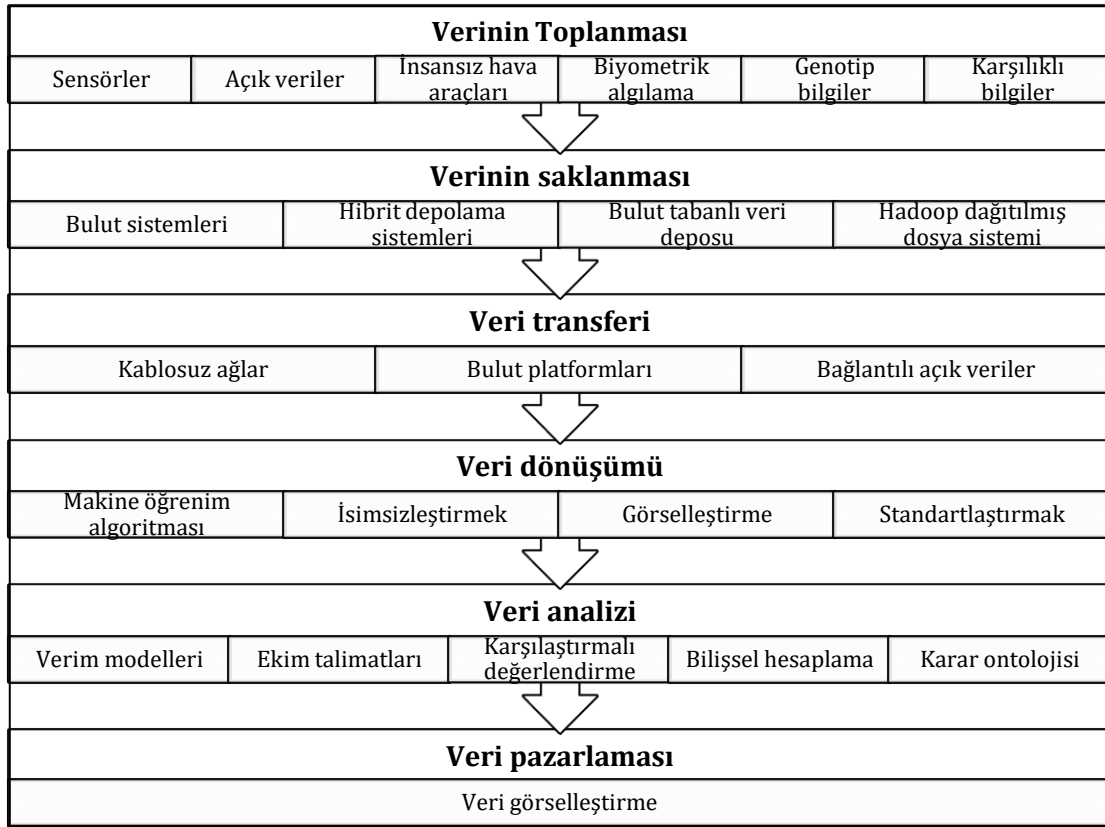 Verinin Toplanması
Sensörler
Açık veriler
İnsansız hava
araçları
Biyometrik
algılama
Genotip
bilgiler
Karşılıklı
bilgiler
Verinin saklanması
Bulut sistemleri
Hibrit depolama
sistemleri
Bulut tabanlı veri
deposu
Hadoop dağıtılmış
dosya sistemi
Veri transferi
Kablosuz ağlar
Bulut platformları
Bağlantılı açık veriler
Veri dönüşümü
Makine öğrenim
algoritması
İsimsizleştirmek
Görselleştirme
Standartlaştırmak
Veri analizi
Verim modelleri
Ekim talimatları
Karşılaştırmalı
değerlendirme
Bilişsel hesaplama
Karar ontolojisi
Veri pazarlaması
Veri görselleştirme